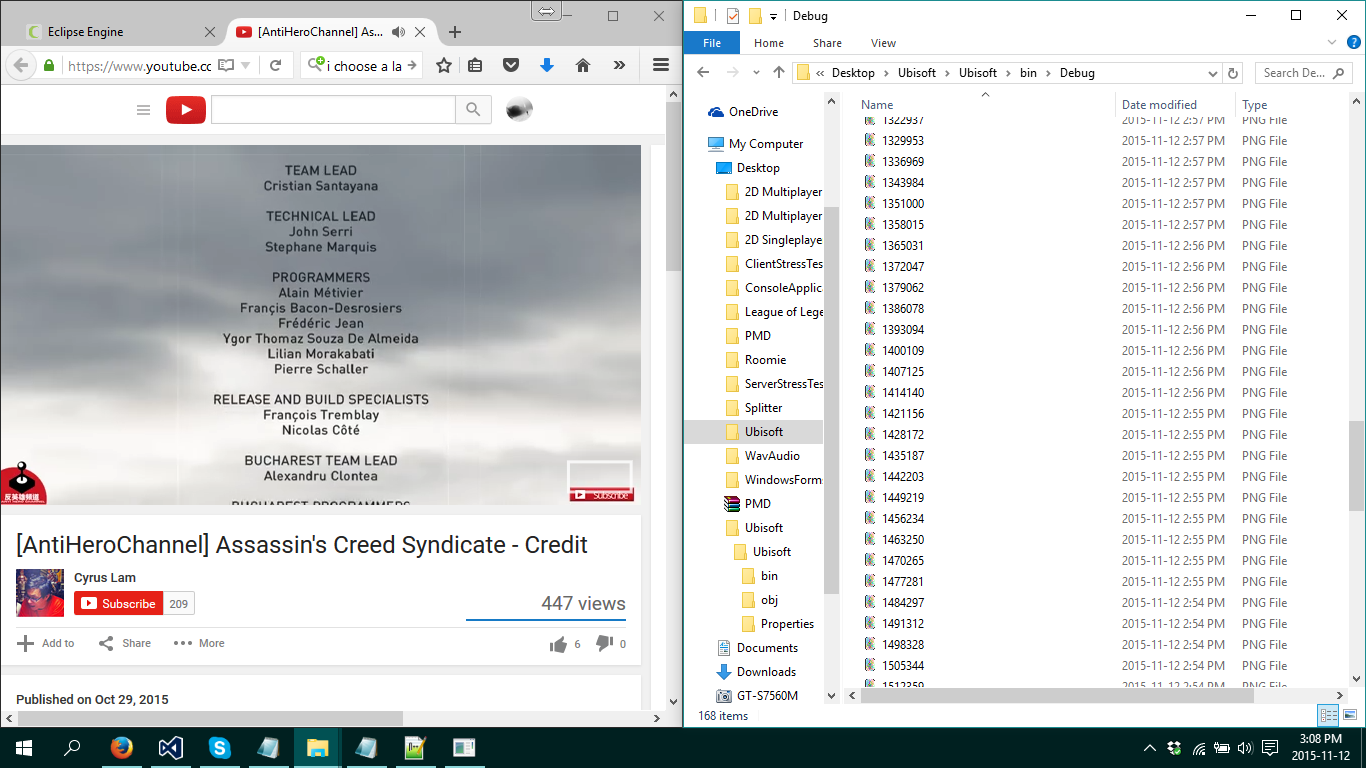 Eclipse Engine
[AntiHeroChannel] As...
https://www.youtube.cc
i choose a la
TEAM LEAD
Cristian Santayana
TECHNICAL LEAD
John Serri
Stephane Marquis
PROGRAMMERS
Alain Métivier
Françis Bacon-Desrosiers
Frédéric Jean
Ygor Thomaz Souza De Almeida
Lilian Morakabati
Pierre Schaller
RELEASE AND BUILD SPECIALISTS
François Tremblay
Nicolas Côté
BUCHAREST TEAM LEAD
Alexandru Clontea
BUCHAREST PROGRAMMERS
反英雄頻道
Subscribe
[AntiHeroChannel] Assassin's Creed Syndicate - Credit
Cyrus Lam
Subscribe 209
447 views
Add to Share More 6 0
Published on Oct 29, 2015
Debug
File Home Share View
« Desktop Ubisoft Ubisoft bin Debug
Search De...
OneDrive
My Computer
Desktop
2D Multiplayer
2D Multiplayer
2D Singleplaye
ClientStressTes
ConsoleApplica
League of Lege
PMD
Roomie
ServerStressTes
Splitter
Ubisoft
WavAudio
WindowsForm
PMD
Ubisoft
Ubisoft
bin
obj
Properties
Documents
Downloads
GT-S7560M
Name Date modified Type
1322937 2015-11-12 2:57 PM PNG File
1329953 2015-11-12 2:57 PM PNG File
1336969 2015-11-12 2:57 PM PNG File
1343984 2015-11-12 2:57 PM PNG File
1351000 2015-11-12 2:57 PM PNG File
1358015 2015-11-12 2:57 PM PNG File
1365031 2015-11-12 2:56 PM PNG File
1372047 2015-11-12 2:56 PM PNG File
1379062 2015-11-12 2:56 PM PNG File
1386078 2015-11-12 2:56 PM PNG File
1393094 2015-11-12 2:56 PM PNG File
1400109 2015-11-12 2:56 PM PNG File
1407125 2015-11-12 2:56 PM PNG File
1414140 2015-11-12 2:56 PM PNG File
1421156 2015-11-12 2:55 PM PNG File
1428172 2015-11-12 2:55 PM PNG File
1435187 2015-11-12 2:55 PM PNG File
1442203 2015-11-12 2:55 PM PNG File
1449219 2015-11-12 2:55 PM PNG File
1456234 2015-11-12 2:55 PM PNG File
1463250 2015-11-12 2:55 PM PNG File
1470265 2015-11-12 2:55 PM PNG File
1477281 2015-11-12 2:55 PM PNG File
1484297 2015-11-12 2:54 PM PNG File
1491312 2015-11-12 2:54 PM PNG File
1498328 2015-11-12 2:54 PM PNG File
1505344 2015-11-12 2:54 PM PNG File
1512359 2015-11-12 2:54 PM PNG File
168 items
3:08 PM
2015-11-12